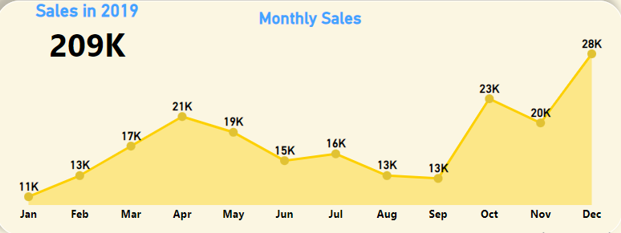 Sales in 2019
Monthly Sales
209K
11K
13K
17K
21K
19K
15K
16K
13K
13K
23K
20K
28K
Jan Feb Mar Apr May Jun Jul Aug Sep Oct Nov Dec